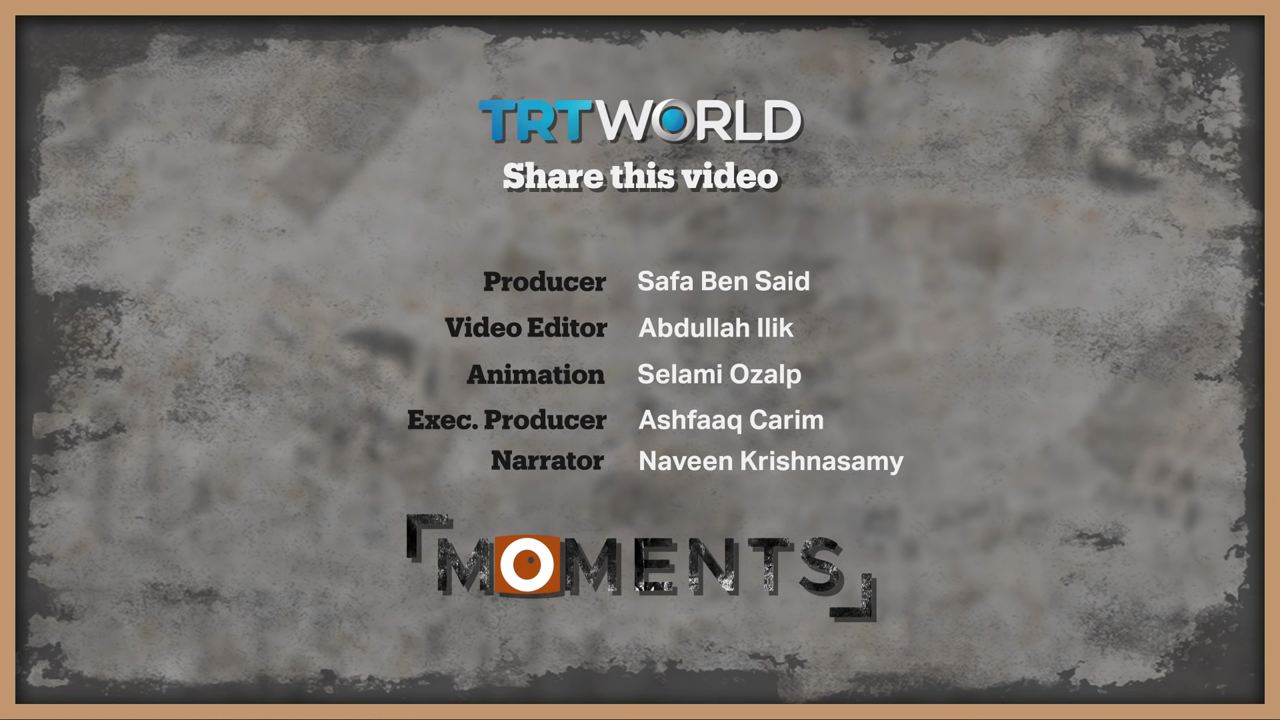 TRTWORLD
Share this video
Producer Safa Ben Said
Video Editor Abdullah Ilik
Animation Selami Ozalp
Exec. Producer Ashfaaq Carim
Narrator Naveen Krishnasamy
MOMENTS